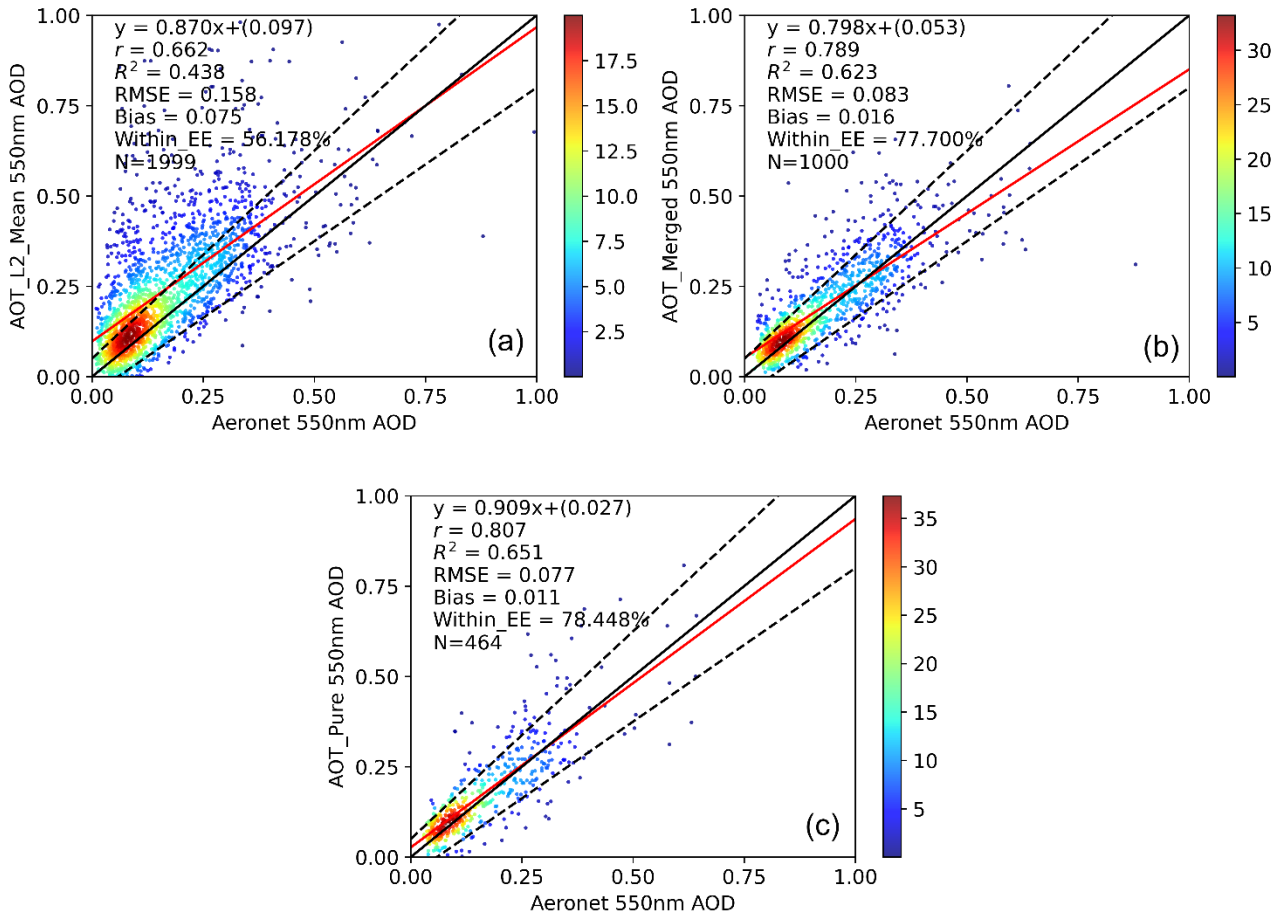 y = 0.870x+(0.097)
r = 0.662
R² = 0.438
RMSE = 0.158
Bias = 0.075
Within_EE = 56.178%
N=1999
1.00
0.75
0.50
0.25
0.00
AOT_L2_Mean 550nm AOD
0.00 0.25 0.50 0.75 1.00
Aeronet 550nm AOD
(a)
17.5
15.0
12.5
10.0
7.5
5.0
2.5
y = 0.798x+(0.053)
r = 0.789
R² = 0.623
RMSE = 0.083
Bias = 0.016
Within_EE = 77.700%
N=1000
1.00
0.75
0.50
0.25
0.00
AOT_Merged 550nm AOD
0.00 0.25 0.50 0.75 1.00
Aeronet 550nm AOD
(b)
30
25
20
15
10
5
y = 0.909x+(0.027)
r = 0.807
R² = 0.651
RMSE = 0.077
Bias = 0.011
Within_EE = 78.448%
N=464
1.00
0.75
0.50
0.25
0.00
AOT_Pure 550nm AOD
0.00 0.25 0.50 0.75 1.00
Aeronet 550nm AOD
(c)
35
30
25
20
15
10
5